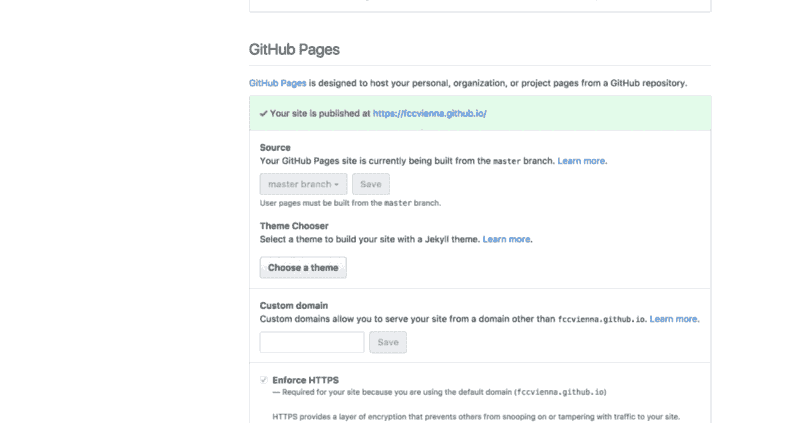 GitHub Pages
GitHub Pages is designed to host your personal, organization, or project pages from a GitHub repository.
✔ Your site is published at https://fccvienna.github.io/
Source
Your GitHub Pages site is currently being built from the master branch. Learn more.
master branch Save
User pages must be built from the master branch.
Theme Chooser
Select a theme to build your site with a Jekyll theme. Learn more.
Choose a theme
Custom domain
Custom domains allow you to serve your site from a domain other than fccvienna.github.io. Learn more.
Save
Enforce HTTPS
— Required for your site because you are using the default domain (fccvienna.github.io)
HTTPS provides a layer of encryption that prevents others from snooping on or tampering with traffic to your site.